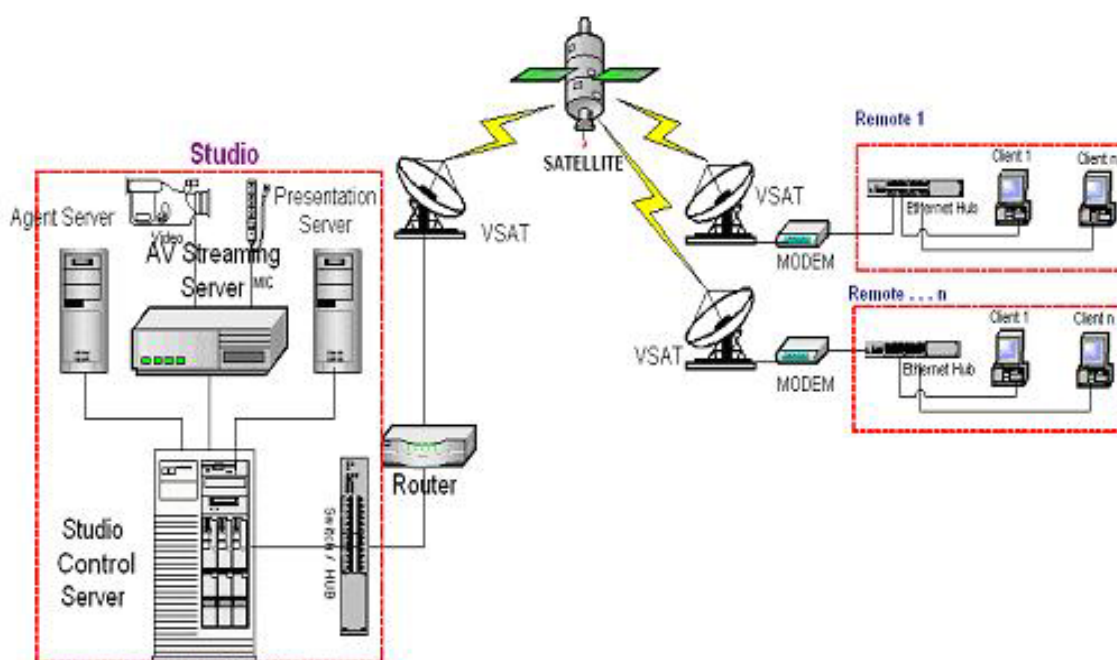 Studio
Agent Server
Video
Presentation
Server
AV Streaming
Server
MIC
Studio
Control
Server
Switch / HUB
Router
VSAT
SATELLITE
VSAT
MODEM
Remote 1
Client 1
Client n
Ethernet Hub
VSAT
MODEM
Remote . . . n
Client 1
Client n
Ethernet Hub